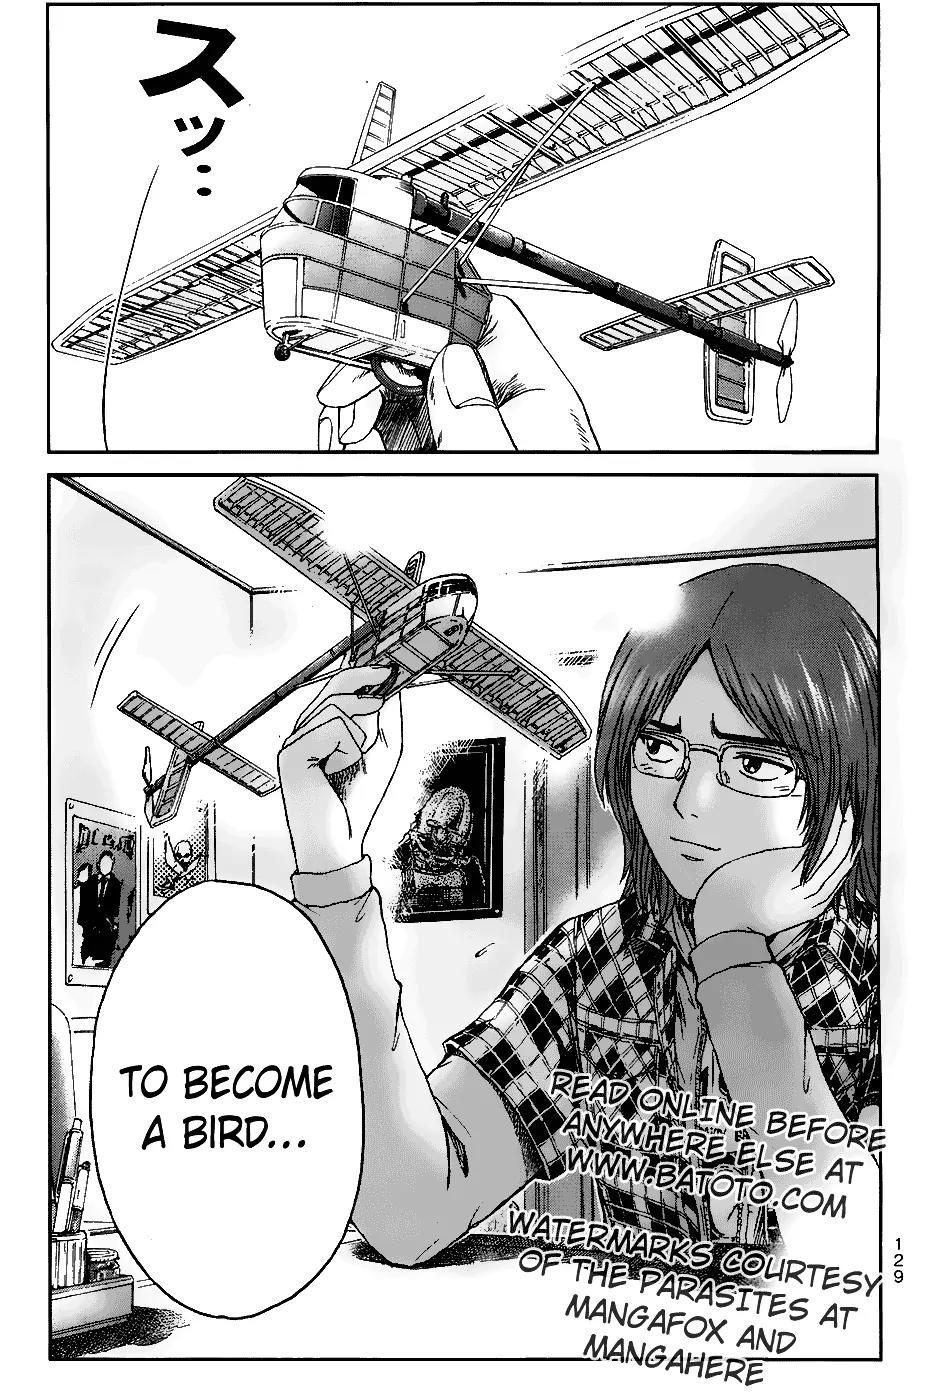 スッ‥
TO BECOME
A BIRD...
READ ONLINE BEFORE
ANYWHERE ELSE AT
WWW.BATOTO.COM
WATERMARKS COURTESY
OF THE PARASITES AT
MANGAFOX AND
MANGAHERE
129